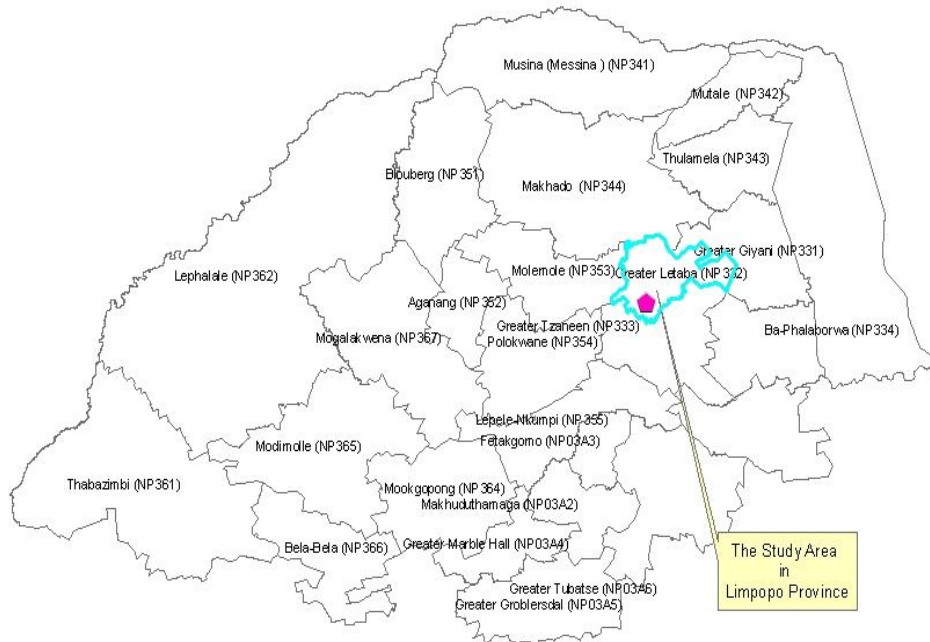 Musina (Messina ) (NP341)
Mutale (NP342)
Thulamela (NP343)
Blouberg (NP351)
Makhado (NP344)
Greater Giyani (NP331)
Lephalale (NP362)
Molemole (NP353)
Greater Letaba (NP332)
Aganang (NP352)
Greater Tzaneen (NP333)
Ba-Phalaborwa (NP334)
Mogalakwena (NP367)
Polokwane (NP354)
Lepele-Nkumpi (NP355)
Fetakgomo (NP03A3)
Modimolle (NP365)
Thabazimbi (NP361)
Mookgopong (NP364)
Makhuduthamaga (NP03A2)
Bela-Bela (NP366)
Greater Marble Hall (NP03A4)
The Study Area
in
Limpopo Province
Greater Tubatse (NP03A6)
Greater Groblersdal (NP03A5)